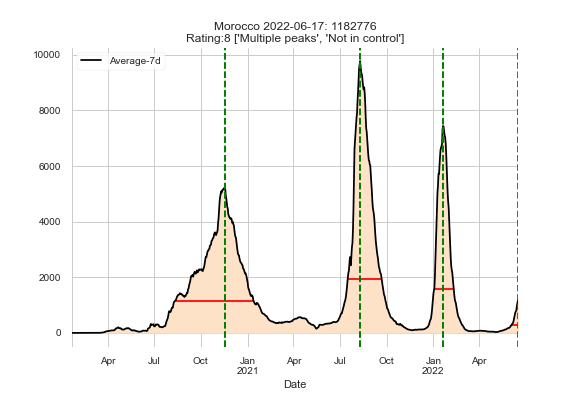 Morocco 2022-06-17: 1182776
Rating:8 ['Multiple peaks', 'Not in control']
Average-7d
10000
8000
6000
4000
2000
0
Apr Jul Oct Jan Apr Jul Oct Jan Apr
2021 2022
Date